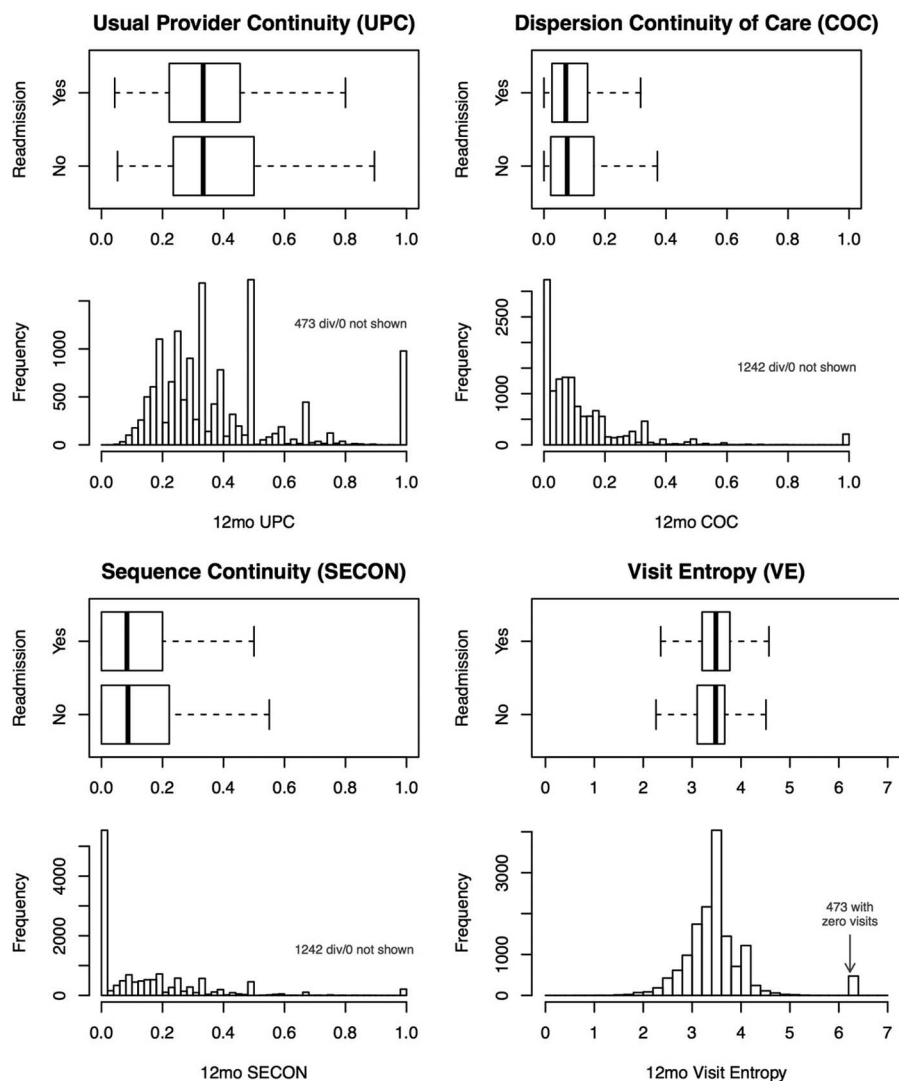 Usual Provider Continuity (UPC)
Readmission
Yes
No
0.0 0.2 0.4 0.6 0.8 1.0
Frequency
1000
500
0
473 div/0 not shown
0.0 0.2 0.4 0.6 0.8 1.0
12mo UPC
Dispersion Continuity of Care (COC)
Readmission
Yes
No
0.0 0.2 0.4 0.6 0.8 1.0
Frequency
2500
1000
0
1242 div/0 not shown
0.0 0.2 0.4 0.6 0.8 1.0
12mo COC
Sequence Continuity (SECON)
Readmission
Yes
No
0.0 0.2 0.4 0.6 0.8 1.0
Frequency
4000
2000
0
1242 div/0 not shown
0.0 0.2 0.4 0.6 0.8 1.0
12mo SECON
Visit Entropy (VE)
Readmission
Yes
No
0 1 2 3 4 5 6 7
Frequency
3000
1000
0
473 with
zero visits
0 1 2 3 4 5 6 7
12mo Visit Entropy